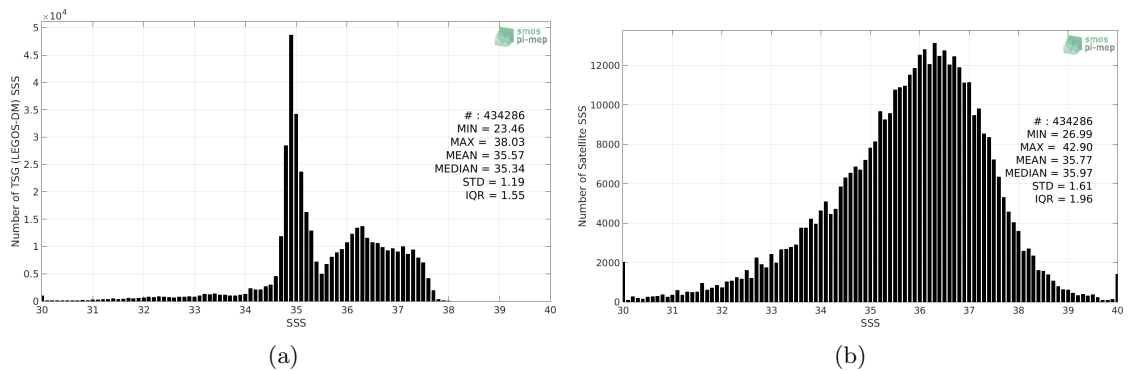 ×10⁴
5
4.5
4
3.5
3
2.5
2
1.5
1
0.5
0
Number of TSG (LEGOS-DM) SSS
30 31 32 33 34 35 36 37 38 39 40
SSS
smos
pi-mep
# : 434286
MIN = 23.46
MAX = 38.03
MEAN = 35.57
MEDIAN = 35.34
STD = 1.19
IQR = 1.55
(a)
12000
10000
8000
6000
4000
2000
0
Number of Satellite SSS
30 31 32 33 34 35 36 37 38 39 40
SSS
smos
pi-mep
# : 434286
MIN = 26.99
MAX = 42.90
MEAN = 35.77
MEDIAN = 35.97
STD = 1.61
IQR = 1.96
(b)